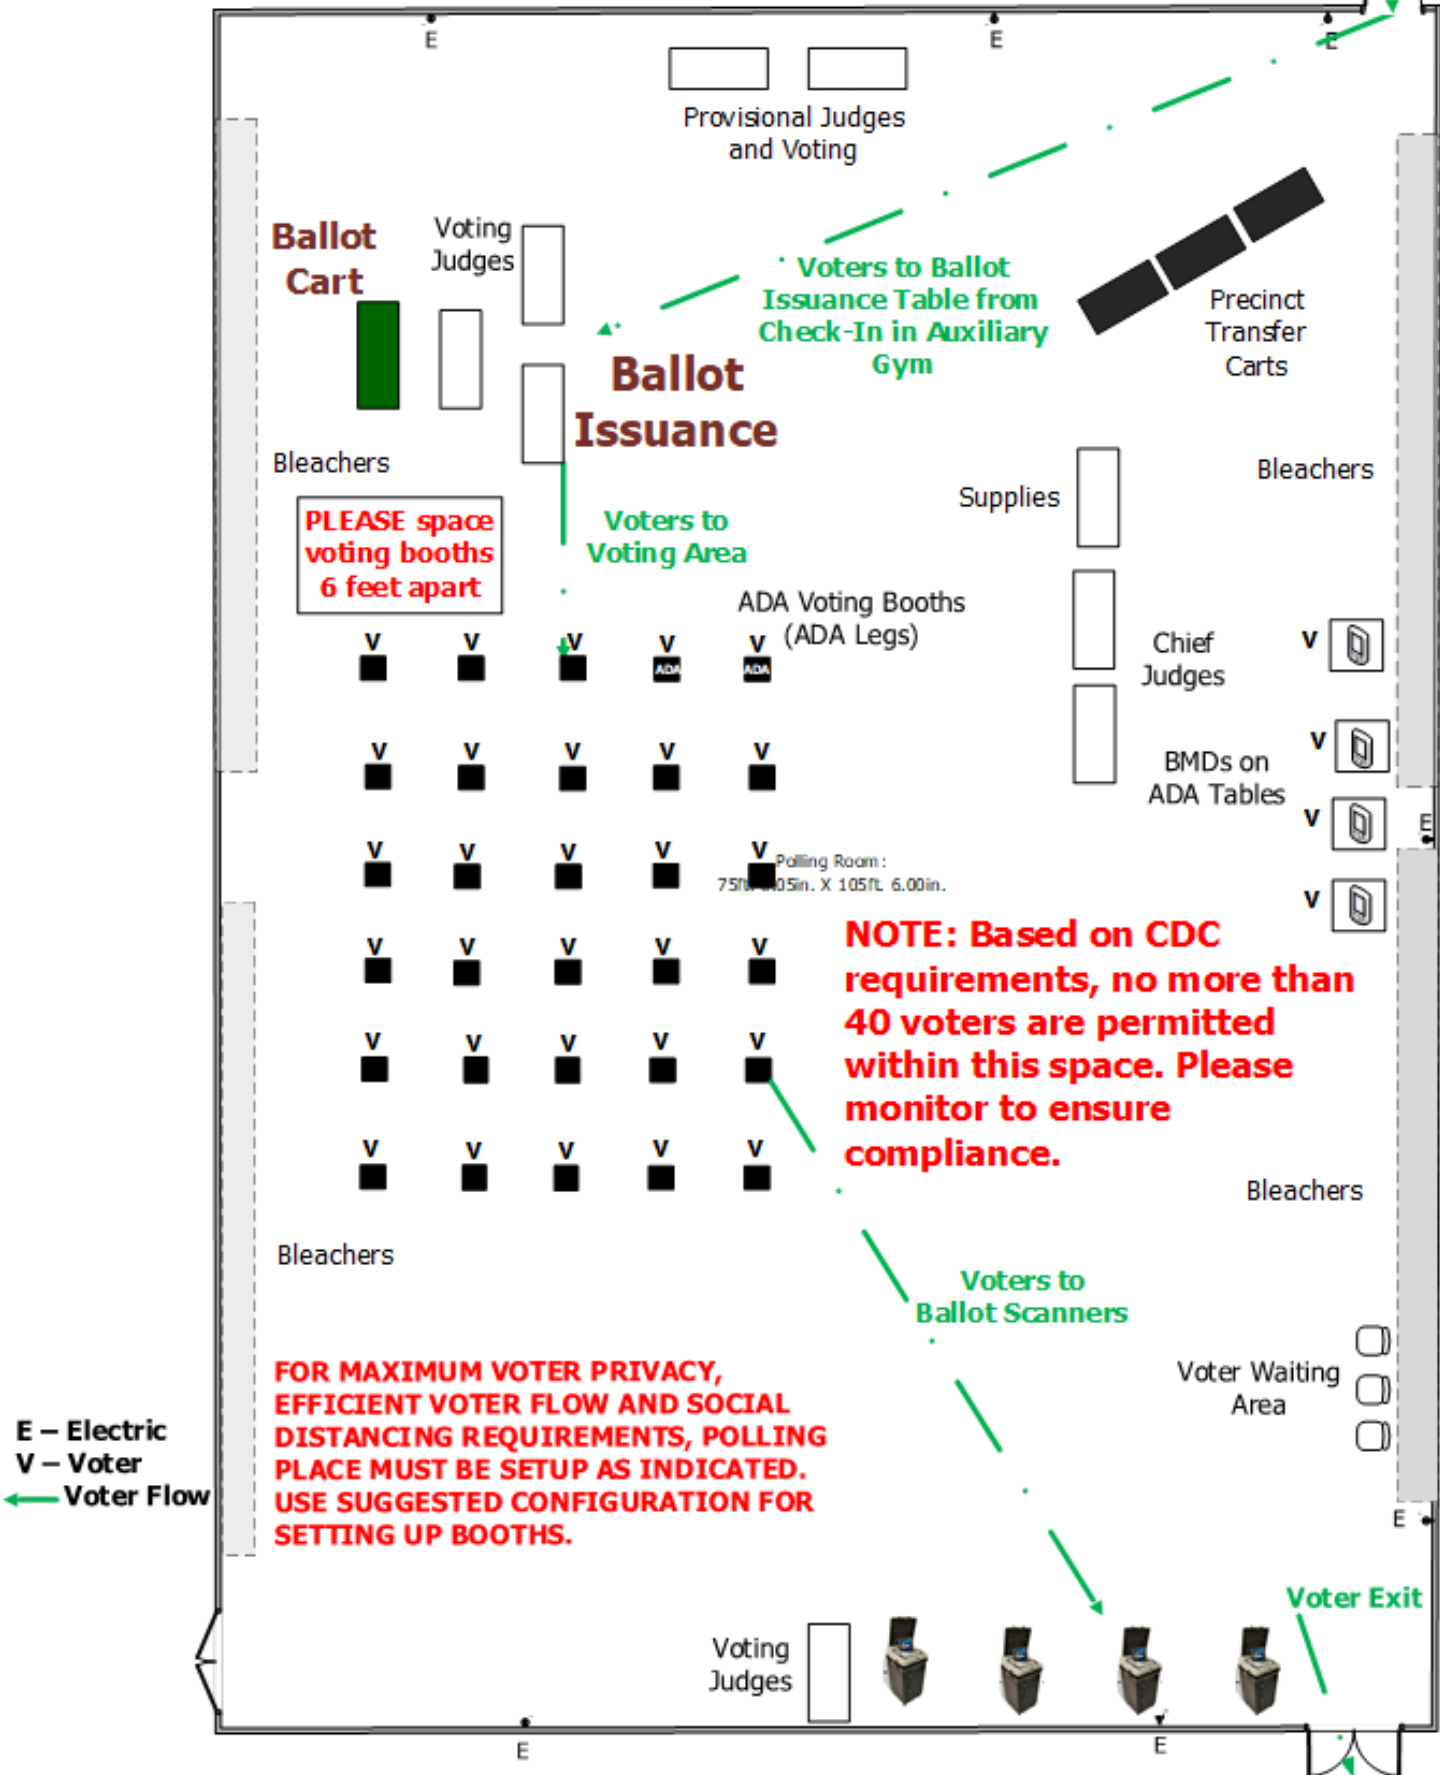 E
E
E
Provisional Judges
and Voting
Ballot
Cart
Voting
Judges
Voters to Ballot
Issuance Table from
Check-In in Auxiliary
Gym
Precinct
Transfer
Carts
Ballot
Issuance
Bleachers
Bleachers
Supplies
PLEASE space
voting booths
6 feet apart
Voters to
Voting Area
ADA Voting Booths
(ADA Legs)
Chief
Judges
V
V V V V V
ADA ADA
BMDs on
ADA Tables
V
V V V V V
V
E
V V V V V
Polling Room:
X 105ft. 6.00in.
V
NOTE: Based on CDC
requirements, no more than
40 voters are permitted
within this space. Please
monitor to ensure
compliance.
V V V V V
V V V V V
V V V V V
Bleachers
Bleachers
Voters to
Ballot Scanners
Voter Waiting
Area
FOR MAXIMUM VOTER PRIVACY,
EFFICIENT VOTER FLOW AND SOCIAL
DISTANCING REQUIREMENTS, POLLING
PLACE MUST BE SETUP AS INDICATED.
USE SUGGESTED CONFIGURATION FOR
SETTING UP BOOTHS.
E – Electric
V – Voter
Voter Flow
E
Voter Exit
Voting
Judges
E
E